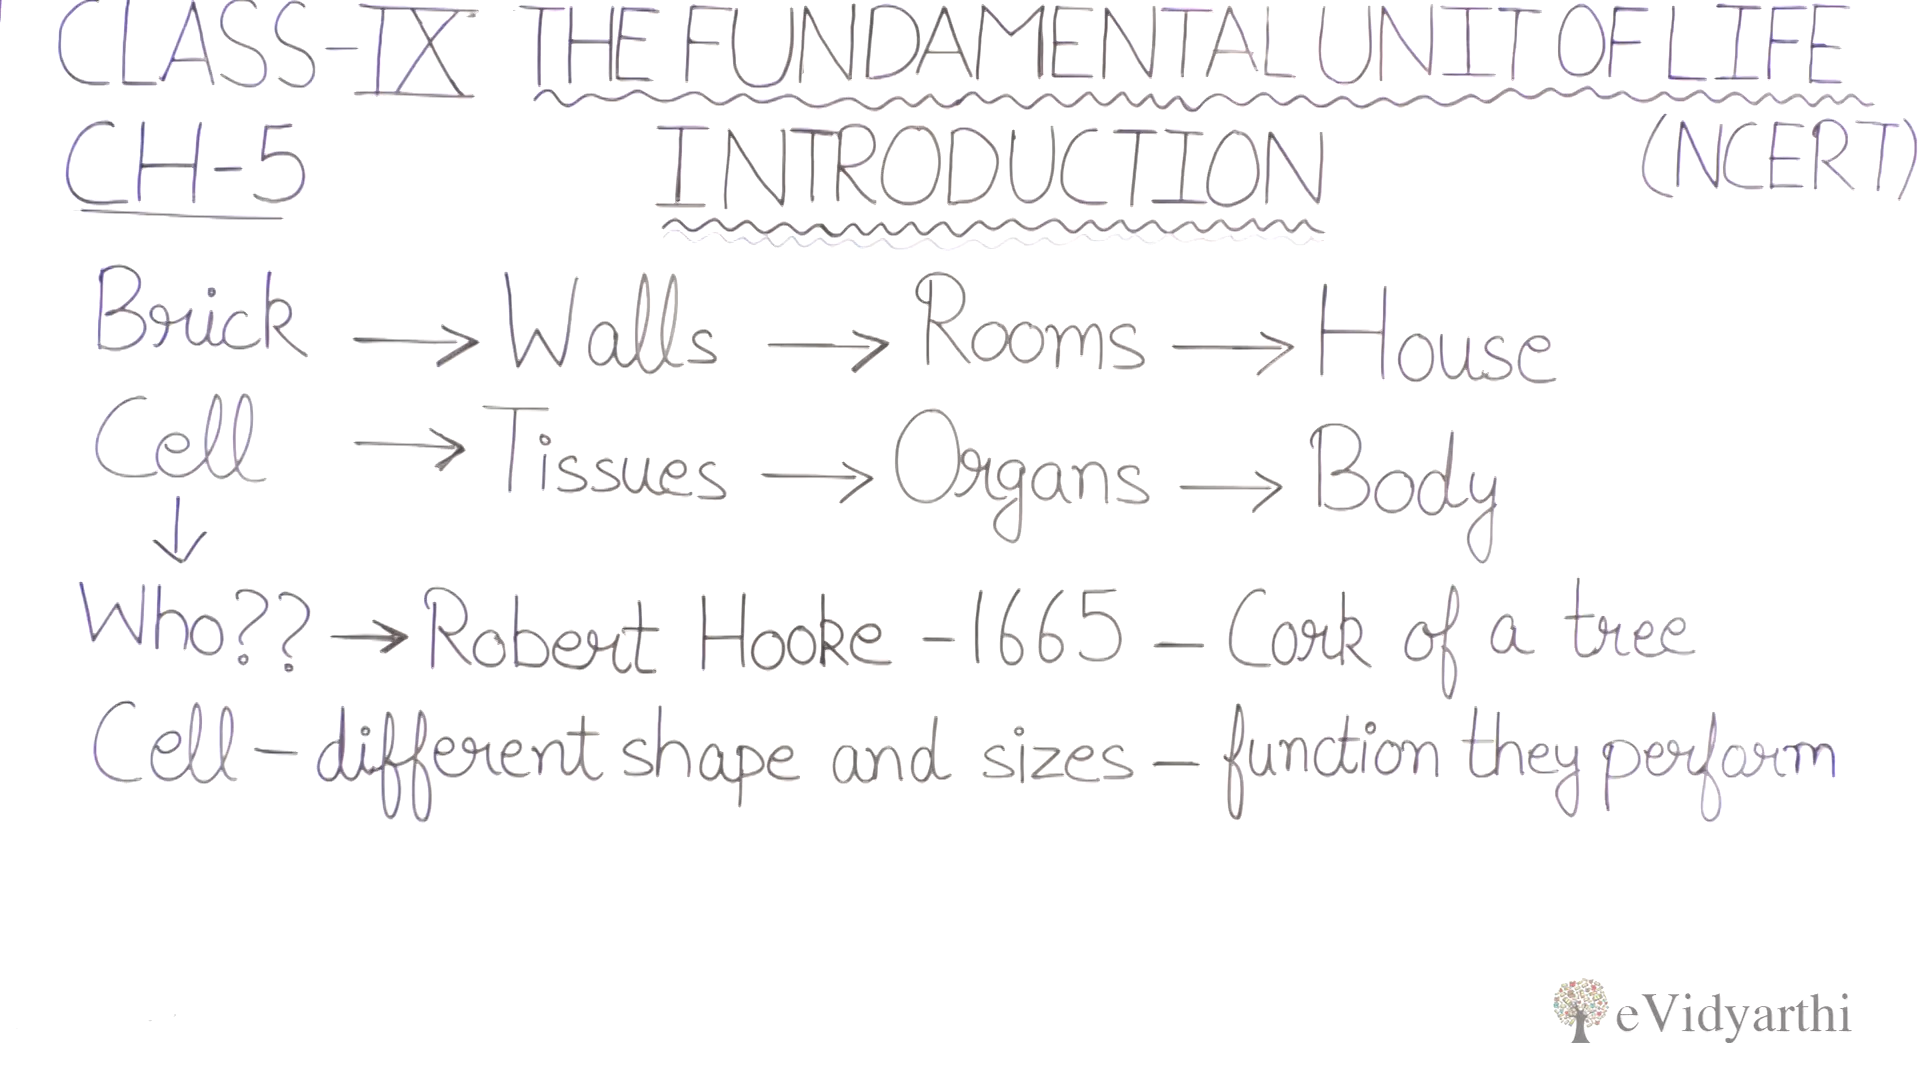 CLASS-IX THE FUNDAMENTAL UNIT OF LIFE
CH-5 INTRODUCTION (NCERT)
Brick → Walls → Rooms → House
Cell → Tissues → Organs → Body
↓
Who?? → Robert Hooke - 1665 - Cork of a tree
Cell - different shape and sizes - function they perform
eVidyarthi